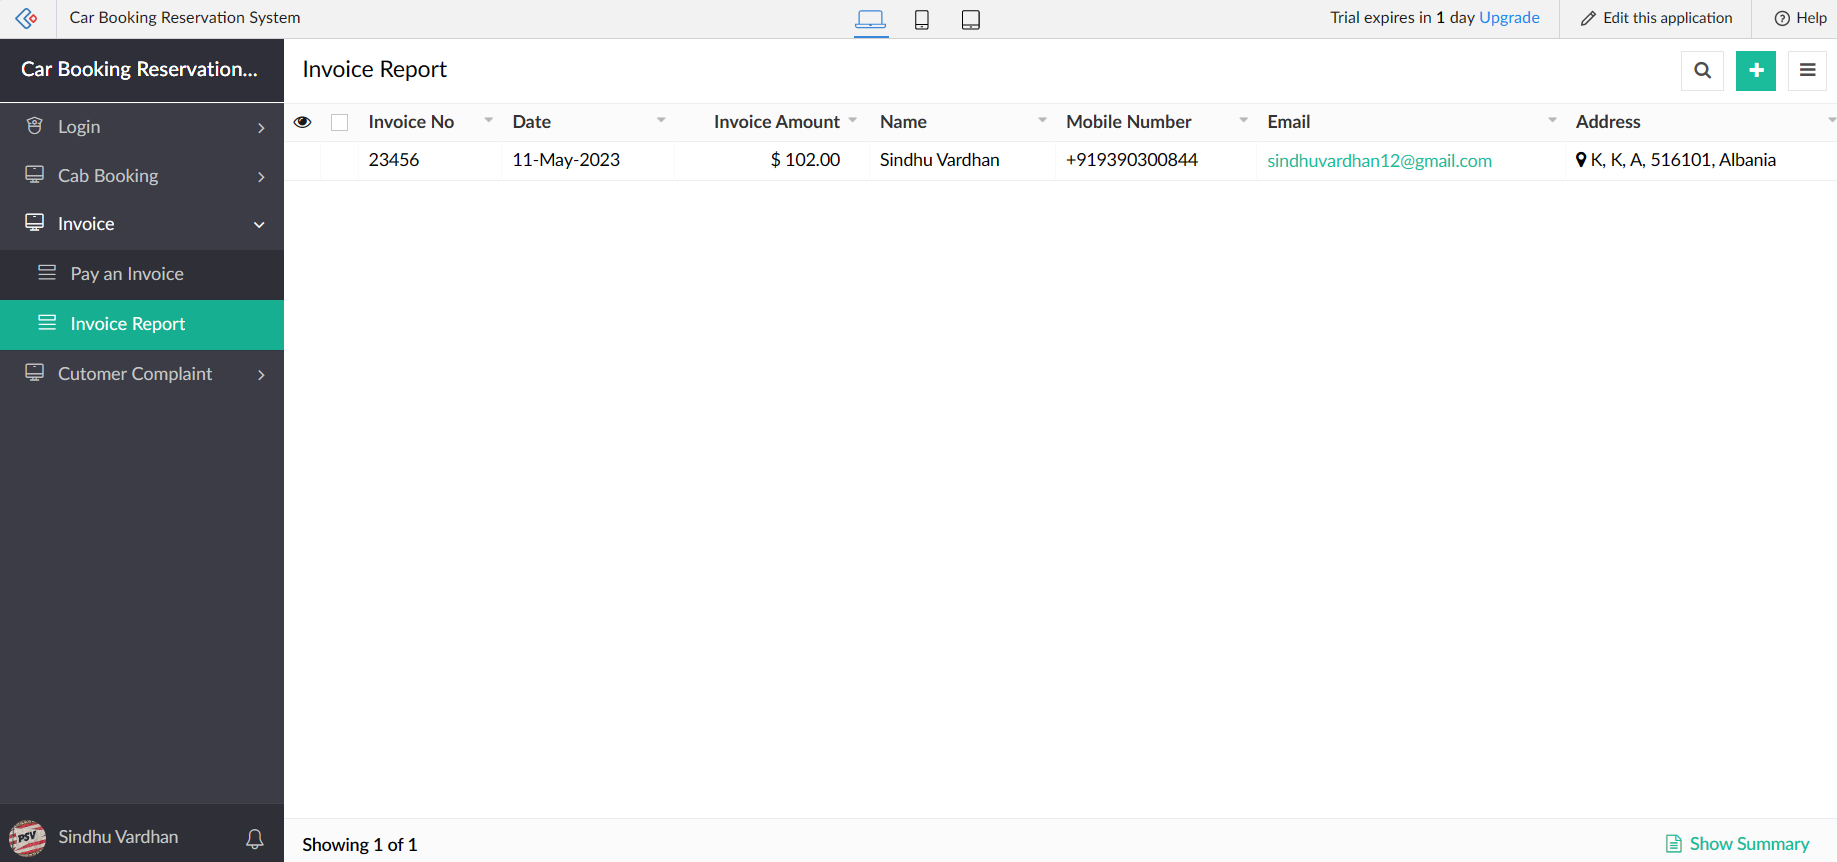 Car Booking Reservation System
Trial expires in 1 day Upgrade
Edit this application
Help
Car Booking Reservation...
Login
Cab Booking
Invoice
Pay an Invoice
Invoice Report
Cutomer Complaint
PSV
Sindhu Vardhan
Invoice Report
Invoice No Date Invoice Amount Name Mobile Number Email Address
23456 11-May-2023 $ 102.00 Sindhu Vardhan +919390300844 sindhuvardhan12@gmail.com K, K, A, 516101, Albania
Showing 1 of 1
Show Summary